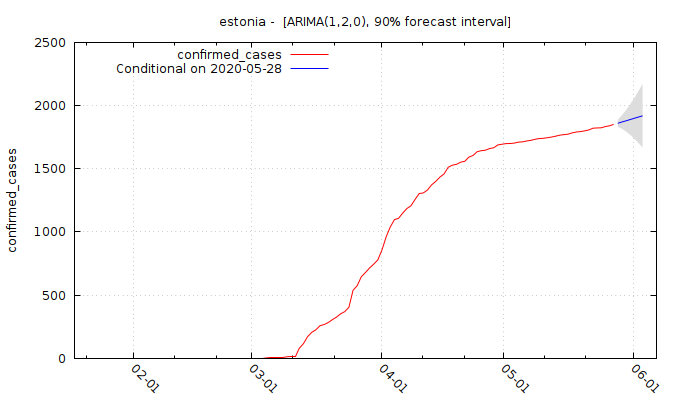 estonia - [ARIMA(1,2,0), 90% forecast interval]
confirmed_cases
Conditional on 2020-05-28
2500
2000
1500
1000
500
0
confirmed_cases
02-01
03-01
04-01
05-01
06-01